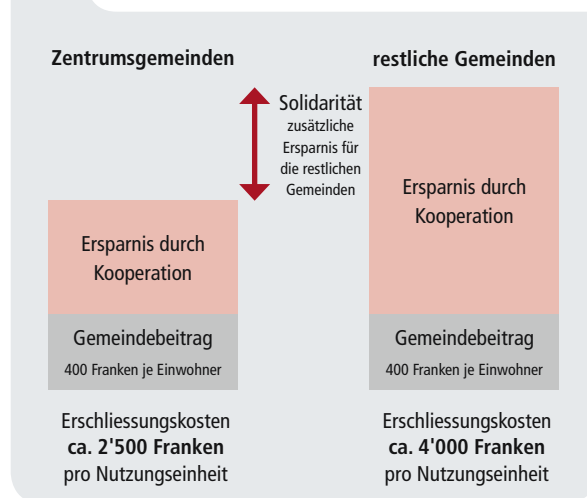 Zentrumsgemeinden
restliche Gemeinden
Solidarität
zusätzliche
Ersparnis für
die restlichen
Gemeinden
Ersparnis durch
Kooperation
Ersparnis durch
Kooperation
Gemeindebeitrag
400 Franken je Einwohner
Gemeindebeitrag
400 Franken je Einwohner
Erschliessungskosten
ca. 2'500 Franken
pro Nutzungseinheit
Erschliessungskosten
ca. 4'000 Franken
pro Nutzungseinheit